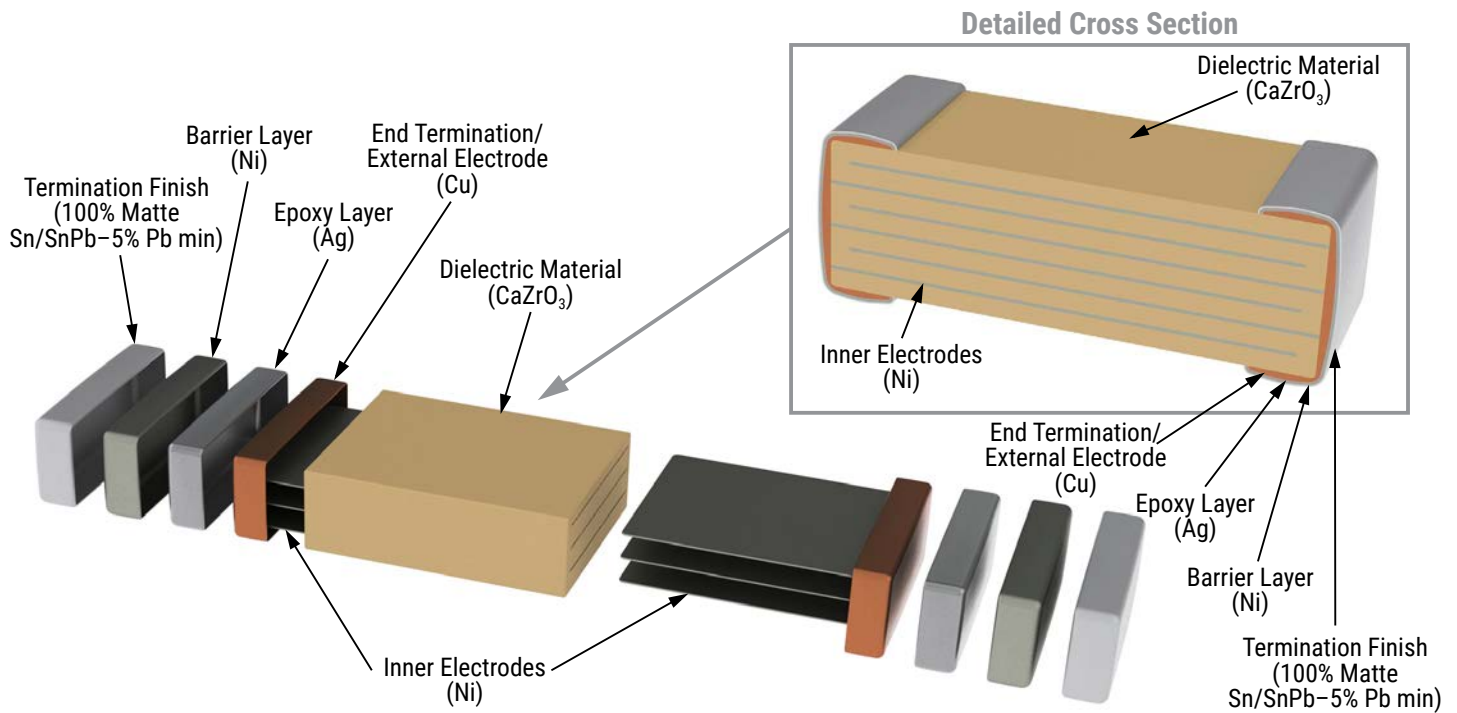 Detailed Cross Section
Dielectric Material
(CaZrO₃)
Inner Electrodes
(Ni)
End Termination/
External Electrode
(Cu)
Epoxy Layer
(Ag)
Barrier Layer
(Ni)
Termination Finish
(100% Matte
Sn/SnPb–5% Pb min)
Termination Finish
(100% Matte
Sn/SnPb–5% Pb min)
Barrier Layer
(Ni)
Epoxy Layer
(Ag)
End Termination/
External Electrode
(Cu)
Dielectric Material
(CaZrO₃)
Inner Electrodes
(Ni)